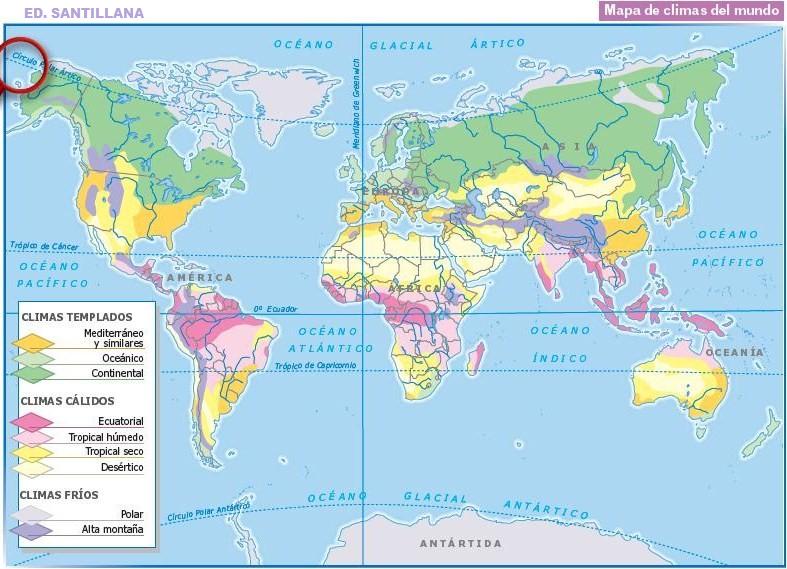 ED. SANTILLANA
Mapa de climas del mundo
OCÉANO GLACIAL ÁRTICO
Círculo Polar Ártico
Meridiano de Greenwich
ASIA
EUROPA
Trópico de Cáncer
OCÉANO
PACÍFICO
OCÉANO
PACÍFICO
AMÉRICA
ÁFRICA
0º Ecuador
OCÉANO
ATLÁNTICO
OCÉANO
ÍNDICO
OCEANÍA
Trópico de Capricornio
CLIMAS TEMPLADOS
Mediterráneo
y similares
Oceánico
Continental
CLIMAS CÁLIDOS
Ecuatorial
Tropical húmedo
Tropical seco
Desértico
CLIMAS FRÍOS
Polar
Alta montaña
OCÉANO GLACIAL ANTÁRTICO
Círculo Polar Antártico
ANTÁRTIDA